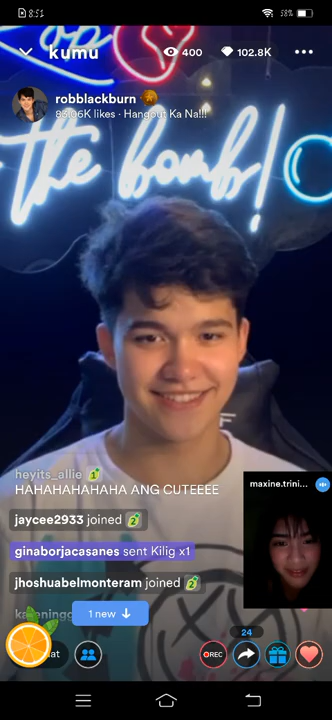 8:51
58%
kumu
400
102.8K
robblackburn
Hangout Ka Na!!!
the bomb!
heyits_allie
HAHAHAHAHAHA ANG CUTEEEE
maxine.trini...
jaycee2933 joined
ginaborjacasanes sent Kilig x1
jhoshuabelmonteram joined
1 new
24
REC